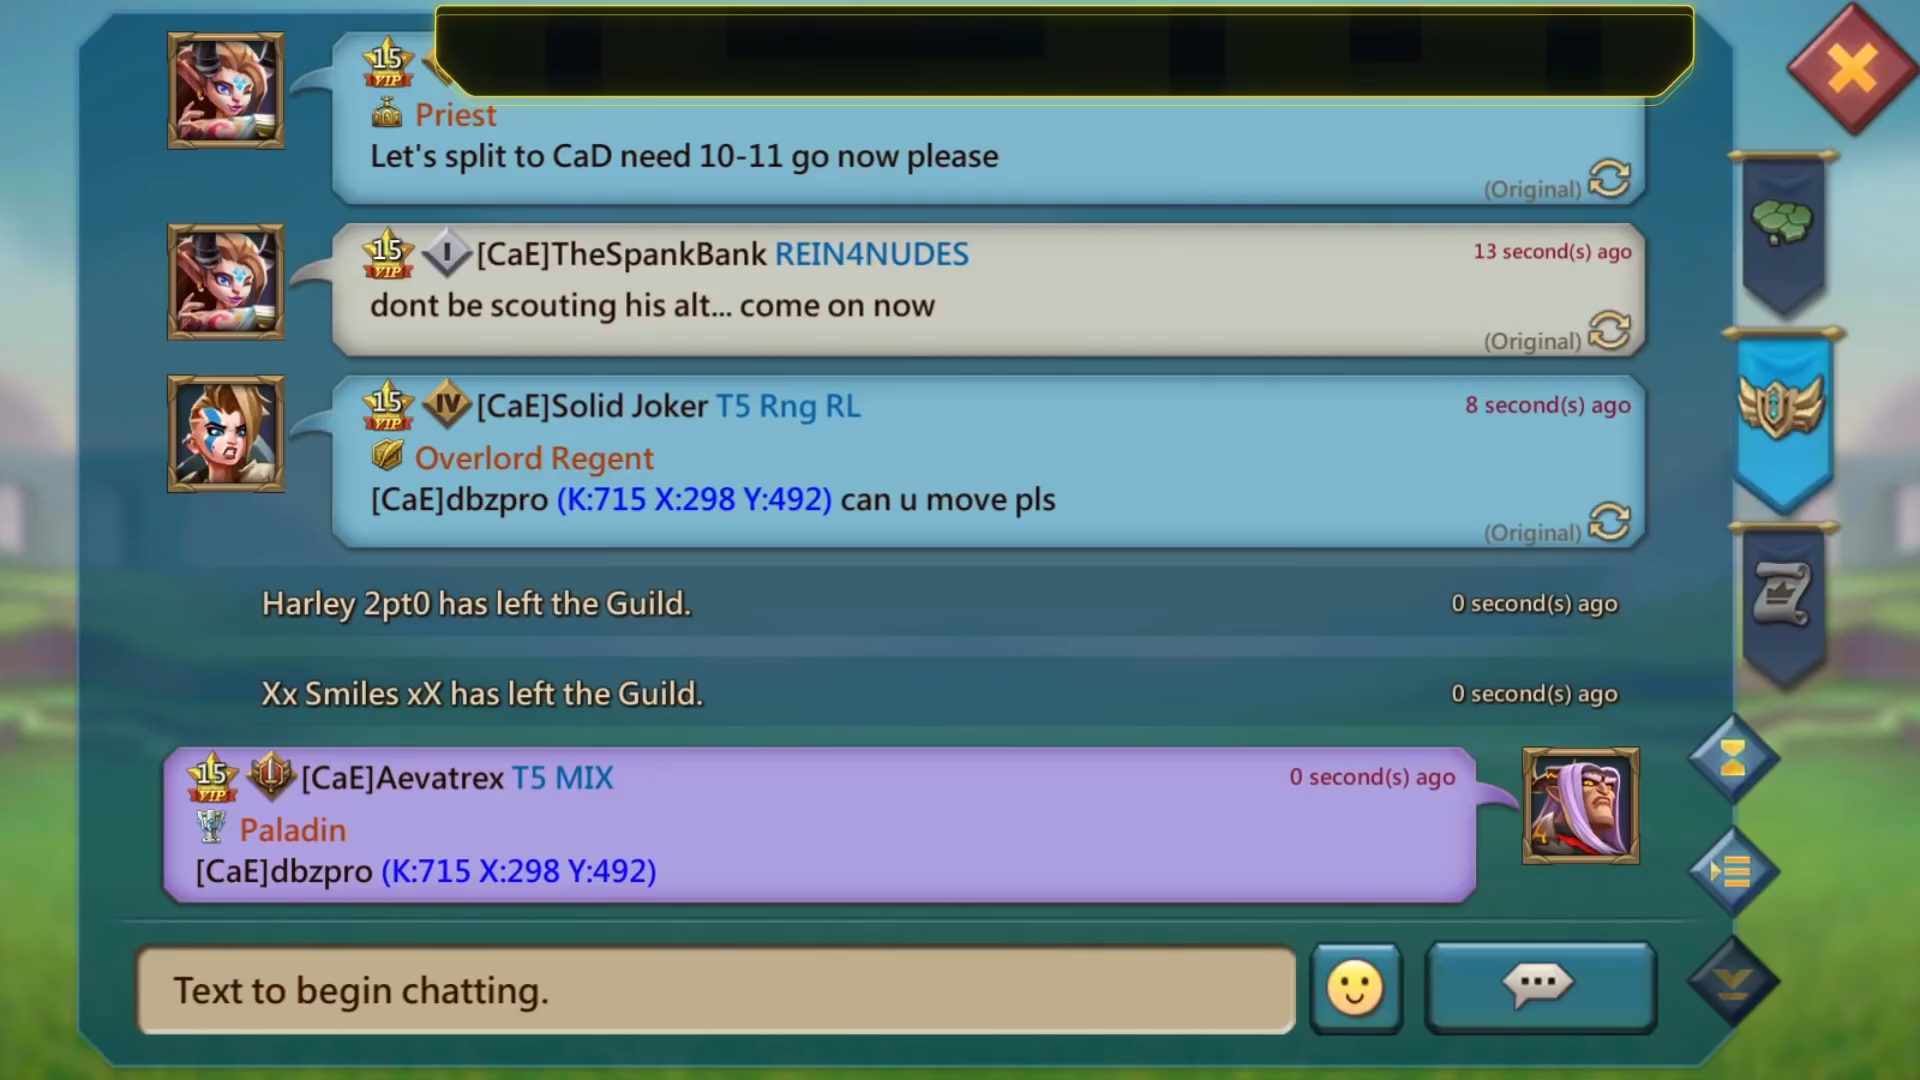 15
VIP
Priest
Let's split to CaD need 10-11 go now please
(Original)
15
VIP
I
[CaE]TheSpankBank REIN4NUDES
13 second(s) ago
dont be scouting his alt... come on now
(Original)
15
VIP
IV
[CaE]Solid Joker T5 Rng RL
8 second(s) ago
Overlord Regent
[CaE]dbzpro (K:715 X:298 Y:492) can u move pls
(Original)
Harley 2pt0 has left the Guild.
0 second(s) ago
Xx Smiles xX has left the Guild.
0 second(s) ago
15
VIP
[CaE]Aevatrex T5 MIX
0 second(s) ago
Paladin
[CaE]dbzpro (K:715 X:298 Y:492)
Text to begin chatting.